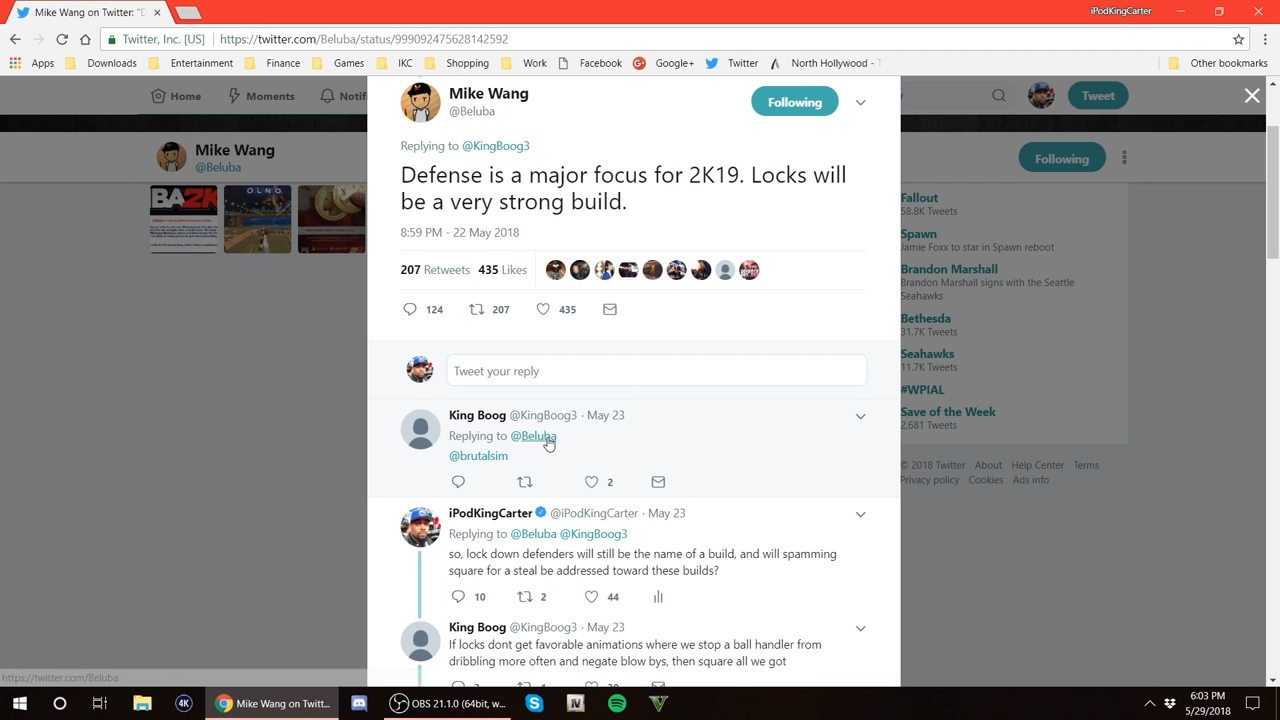 Mike Wang on Twitter: "D
iPodKingCarter
Twitter, Inc. [US] https://twitter.com/Beluba/status/999092475628142592
Apps Downloads Entertainment Finance Games IKC Shopping Work Facebook Google+ Twitter North Hollywood - Other bookmarks
Home Moments Notifi Tweet
Mike Wang
@Beluba
Following
Mike Wang
@Beluba
Following
Replying to @KingBoog3
Defense is a major focus for 2K19. Locks will
be a very strong build.
8:59 PM - 22 May 2018
207 Retweets 435 Likes
124 207 435
Tweet your reply
King Boog @KingBoog3 · May 23
Replying to @Beluba
@brutalsim
2
iPodKingCarter @iPodKingCarter · May 23
Replying to @Beluba @KingBoog3
so, lock down defenders will still be the name of a build, and will spamming
square for a steal be addressed toward these builds?
10 2 44
King Boog @KingBoog3 · May 23
If locks dont get favorable animations where we stop a ball handler from
dribbling more often and negate blow bys, then square all we got
Fallout
58.8K Tweets
Spawn
Jamie Foxx to star in Spawn reboot
Brandon Marshall
Brandon Marshall signs with the Seattle
Seahawks
Bethesda
31.7K Tweets
Seahawks
11.7K Tweets
#WPIAL
Save of the Week
2,681 Tweets
© 2018 Twitter About Help Center Terms
Privacy policy Cookies Ads info
https://twitter.com/Beluba
4K
Mike Wang on Twitt...
OBS 21.1.0 (64bit, w...
6:03 PM
5/29/2018